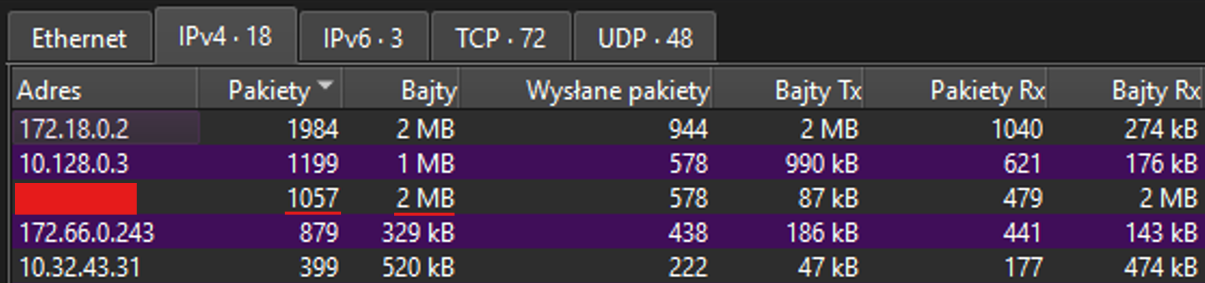 Ethernet IPv4 · 18 IPv6 · 3 TCP · 72 UDP · 48
Adres Pakiety Bajty Wysłane pakiety Bajty Tx Pakiety Rx Bajty Rx
172.18.0.2 1984 2 MB 944 2 MB 1040 274 kB
10.128.0.3 1199 1 MB 578 990 kB 621 176 kB
1057 2 MB 578 87 kB 479 2 MB
172.66.0.243 879 329 kB 438 186 kB 441 143 kB
10.32.43.31 399 520 kB 222 47 kB 177 474 kB